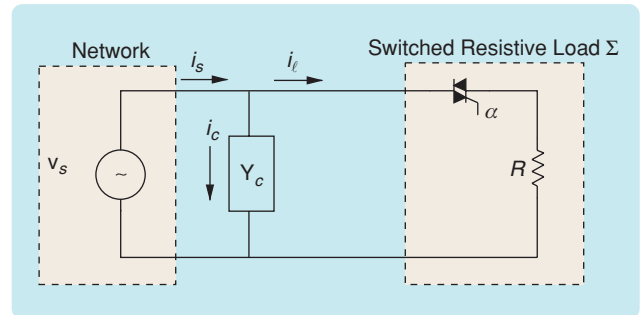 Network
Switched Resistive Load Σ
i_s
i_ℓ
i_c
v_s
~
Y_c
α
R